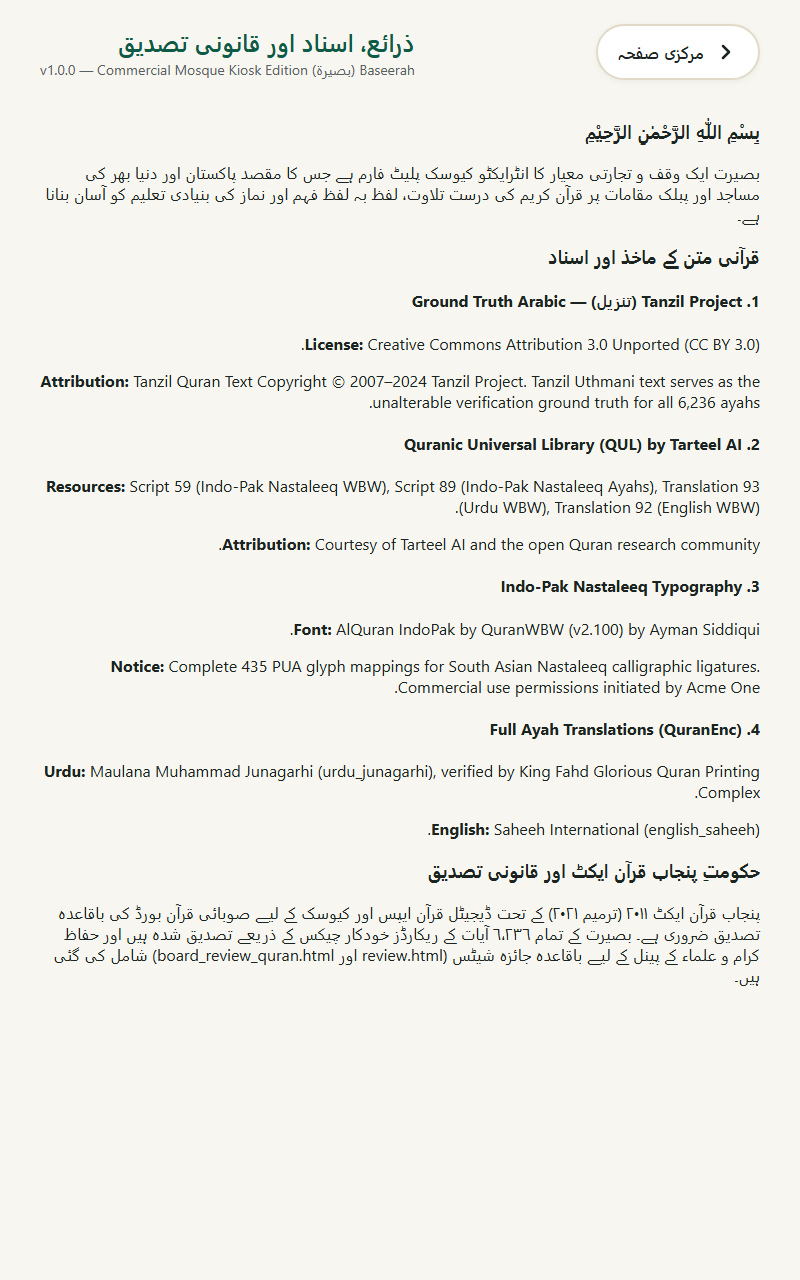 مرکزی صفحہ
ذرائع، اسناد اور قانونی تصدیق
Baseerah (بصيرة) v1.0.0 — Commercial Mosque Kiosk Edition
بِسْمِ اللّٰهِ الرَّحْمٰنِ الرَّحِيْمِ
بصیرت ایک وقف و تجارتی معیار کا انٹرایکٹو کیوسک پلیٹ فارم ہے جس کا مقصد پاکستان اور دنیا بھر کی
مساجد اور پبلک مقامات پر قرآن کریم کی درست تلاوت، لفظ بہ لفظ فہم اور نماز کی بنیادی تعلیم کو آسان بنانا
ہے۔
قرآنی متن کے ماخذ اور اسناد
1. Tanzil Project (تنزيل) — Ground Truth Arabic
License: Creative Commons Attribution 3.0 Unported (CC BY 3.0).
Attribution: Tanzil Quran Text Copyright © 2007–2024 Tanzil Project. Tanzil Uthmani text serves as the
unalterable verification ground truth for all 6,236 ayahs.
2. Quranic Universal Library (QUL) by Tarteel AI
Resources: Script 59 (Indo-Pak Nastaleeq WBW), Script 89 (Indo-Pak Nastaleeq Ayahs), Translation 93
(Urdu WBW), Translation 92 (English WBW).
Attribution: Courtesy of Tarteel AI and the open Quran research community.
3. Indo-Pak Nastaleeq Typography
Font: AlQuran IndoPak by QuranWBW (v2.100) by Ayman Siddiqui.
Notice: Complete 435 PUA glyph mappings for South Asian Nastaleeq calligraphic ligatures.
Commercial use permissions initiated by Acme One.
4. Full Ayah Translations (QuranEnc)
Urdu: Maulana Muhammad Junagarhi (urdu_junagarhi), verified by King Fahd Glorious Quran Printing
Complex.
English: Saheeh International (english_saheeh).
حکومتِ پنجاب قرآن ایکٹ اور قانونی تصدیق
پنجاب قرآن ایکٹ ٢٠١١ (ترمیم ٢٠٢١) کے تحت ڈیجیٹل قرآن ایپس اور کیوسک کے لیے صوبائی قرآن بورڈ کی باقاعدہ
تصدیق ضروری ہے۔ بصیرت کے تمام ٦،٢٣٦ آیات کے ریکارڈز خودکار چیکس کے ذریعے تصدیق شدہ ہیں اور حفاظ
کرام و علماء کے پینل کے لیے باقاعدہ جائزہ شیٹس (review.html اور board_review_quran.html) شامل کی گئی
ہیں۔